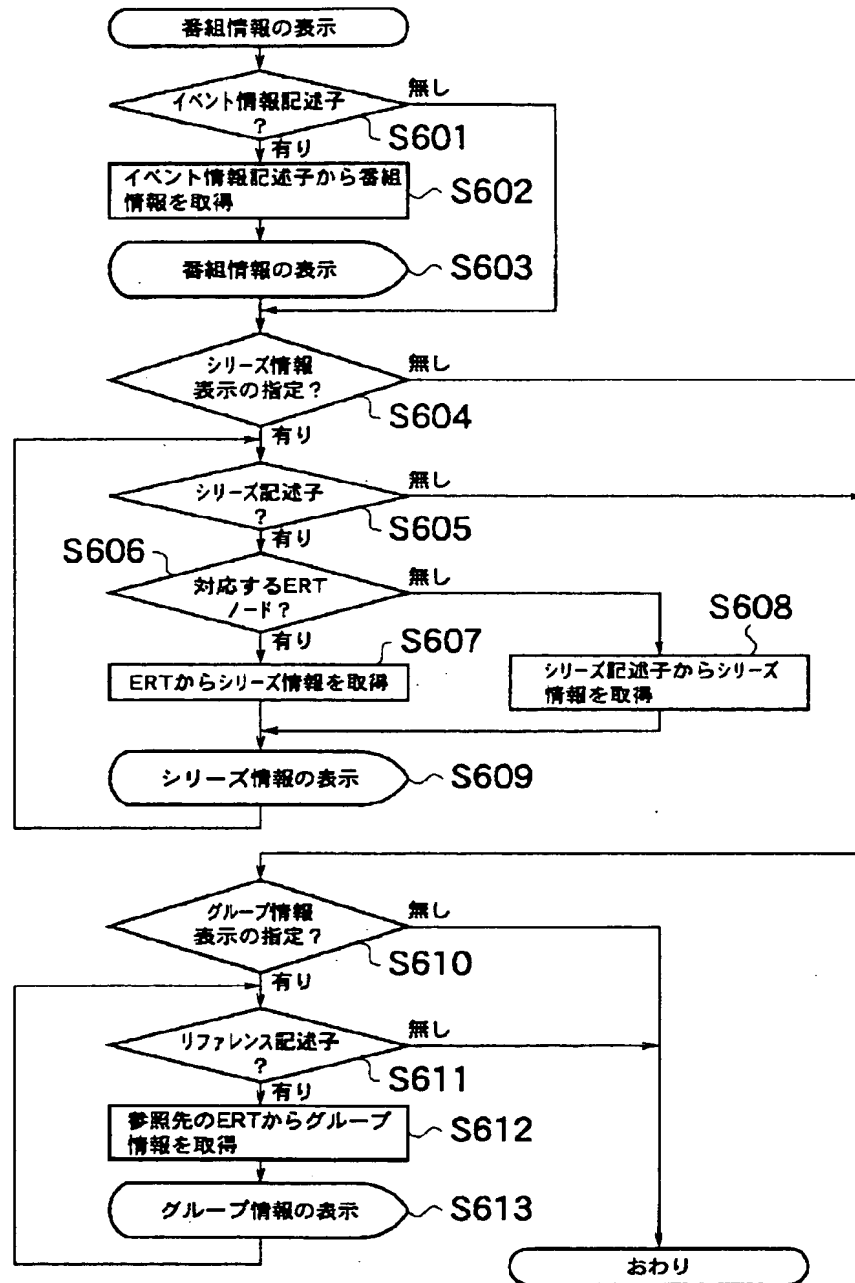 番組情報の表示
イベント情報記述子
?
無し
S601
有り
イベント情報記述子から番組
情報を取得
S602
番組情報の表示
S603
シリーズ情報
表示の指定?
無し
S604
有り
シリーズ記述子
?
無し
S605
有り
S606
対応するERT
ノード?
無し
有り
S607
S608
ERTからシリーズ情報を取得
シリーズ記述子からシリーズ
情報を取得
シリーズ情報の表示
S609
グループ情報
表示の指定?
無し
S610
有り
リファレンス記述子
?
無し
S611
有り
参照先のERTからグループ
情報を取得
S612
グループ情報の表示
S613
おわり